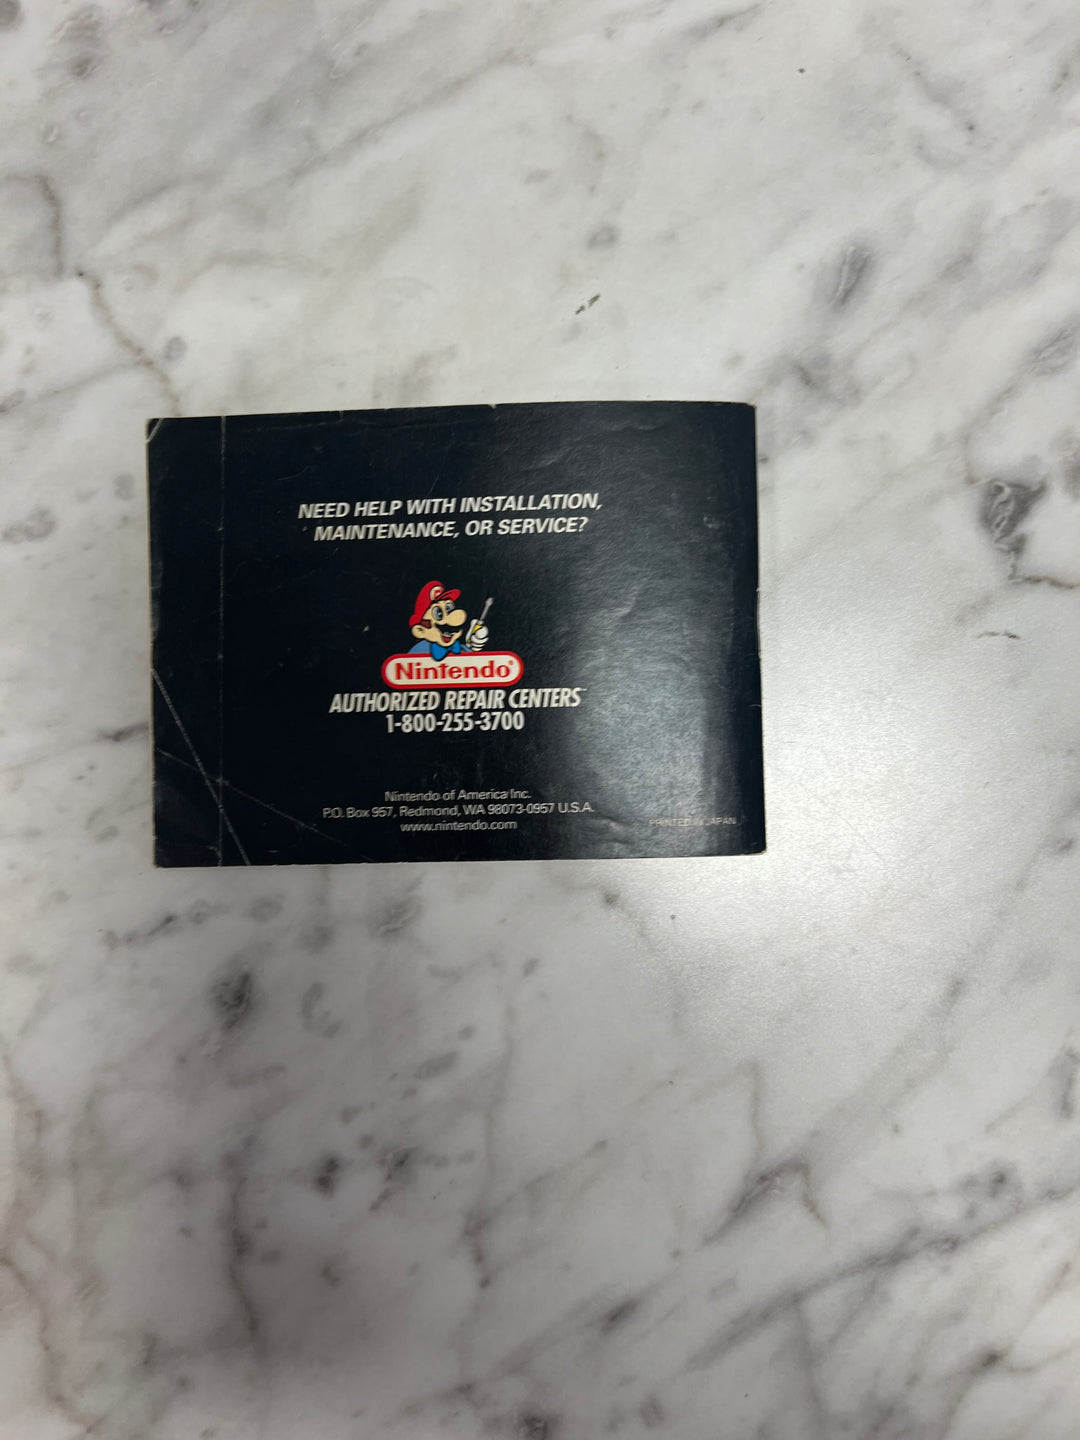 NEED HELP WITH INSTALLATION,
MAINTENANCE, OR SERVICE?
Nintendo®
AUTHORIZED REPAIR CENTERS™
1-800-255-3700
Nintendo of America Inc.
P.O. Box 957, Redmond, WA 98073-0957 U.S.A.
www.nintendo.com
PRINTED IN JAPAN